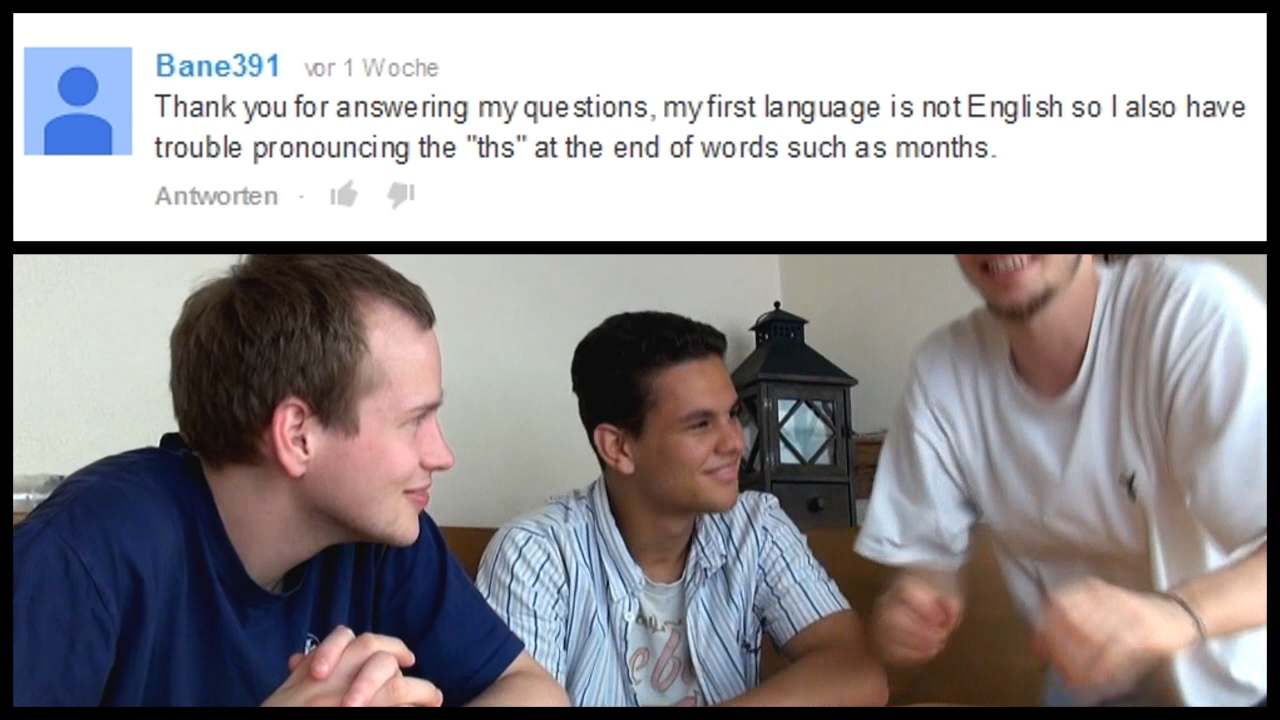 Bane391 vor 1 Woche
Thank you for answering my questions, my first language is not English so I also have
trouble pronouncing the "ths" at the end of words such as months.
Antworten ·